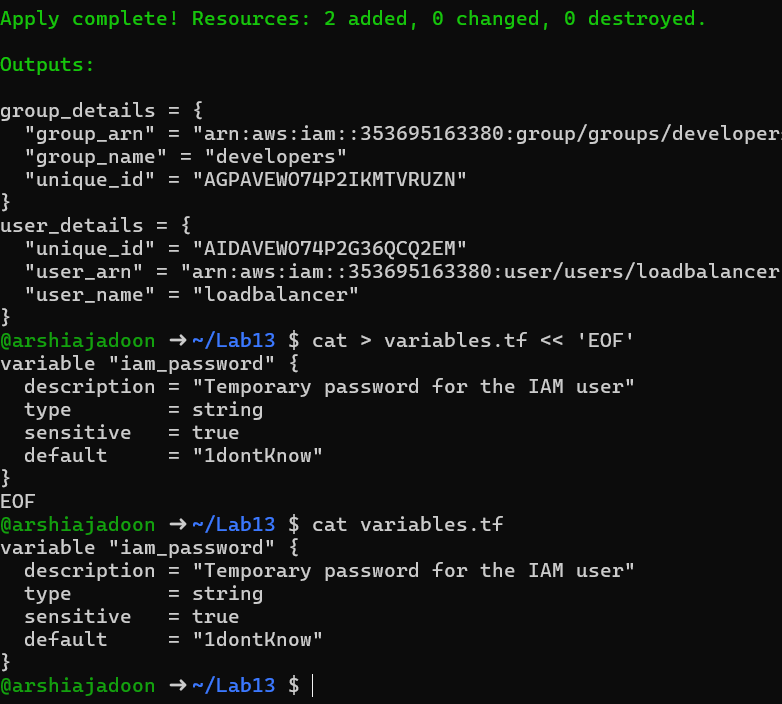 Apply complete! Resources: 2 added, 0 changed, 0 destroyed.
Outputs:
group_details = {
  "group_arn" = "arn:aws:iam::353695163380:group/groups/developers
  "group_name" = "developers"
  "unique_id" = "AGPAVEWO74P2IKMTVRUZN"
}
user_details = {
  "unique_id" = "AIDAVEWO74P2G36QCQ2EM"
  "user_arn" = "arn:aws:iam::353695163380:user/users/loadbalancer
  "user_name" = "loadbalancer"
}
@arshiajadoon ➜ ~/Lab13 $ cat > variables.tf << 'EOF'
variable "iam_password" {
  description = "Temporary password for the IAM user"
  type        = string
  sensitive   = true
  default     = "1dontKnow"
}
EOF
@arshiajadoon ➜ ~/Lab13 $ cat variables.tf
variable "iam_password" {
  description = "Temporary password for the IAM user"
  type        = string
  sensitive   = true
  default     = "1dontKnow"
}
@arshiajadoon ➜ ~/Lab13 $